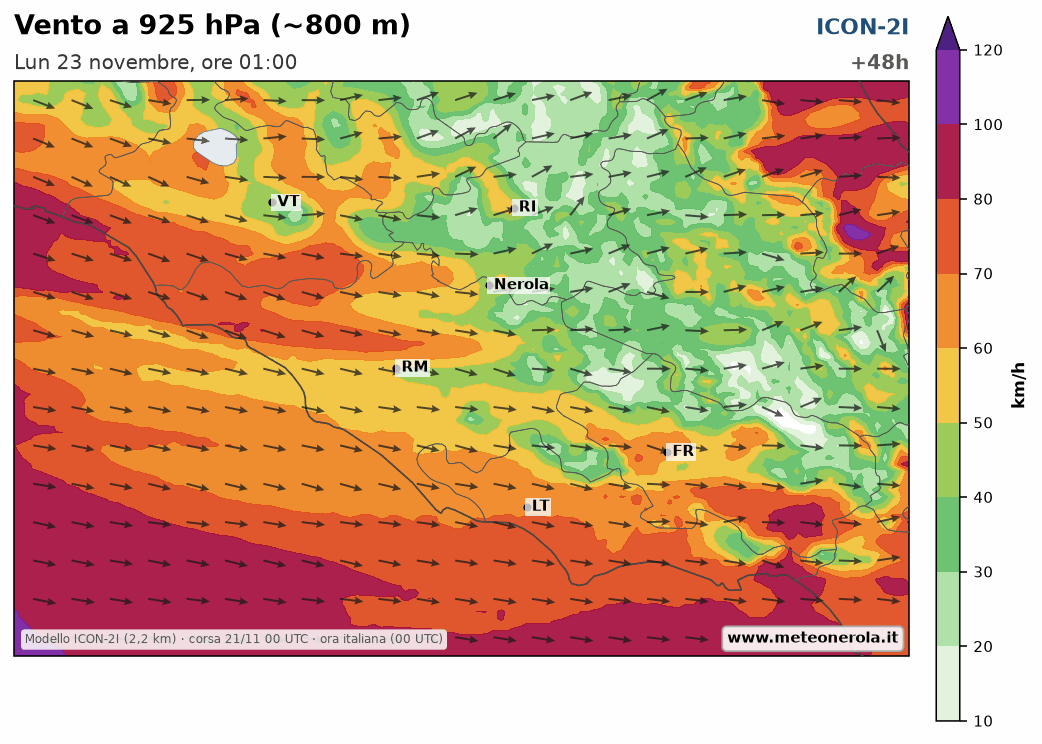 Vento a 925 hPa (~800 m)
ICON-2I
Lun 23 novembre, ore 01:00
+48h
VT
RI
Nerola
RM
FR
LT
Modello ICON-2I (2,2 km) · corsa 21/11 00 UTC · ora italiana (00 UTC)
www.meteonerola.it
120
100
80
70
60
50
40
30
20
10
km/h